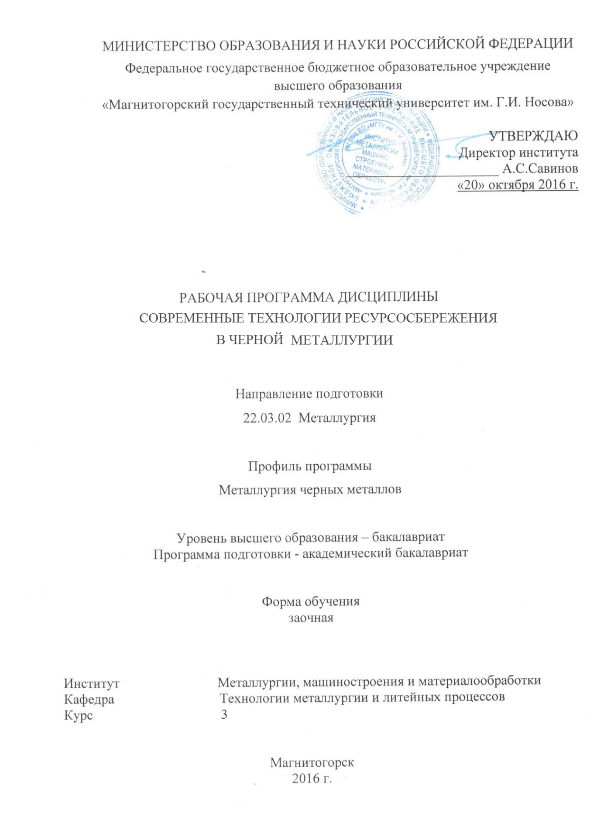 МИНИСТЕРСТВО ОБРАЗОВАНИЯ И НАУКИ РОССИЙСКОЙ ФЕДЕРАЦИИ
Федеральное государственное бюджетное образовательное учреждение
высшего образования
«Магнитогорский государственный технический университет им. Г.И. Носова»
УТВЕРЖДАЮ
Директор института
А.С.Савинов
«20» октября 2016 г.
РАБОЧАЯ ПРОГРАММА ДИСЦИПЛИНЫ
СОВРЕМЕННЫЕ ТЕХНОЛОГИИ РЕСУРСОСБЕРЕЖЕНИЯ
В ЧЕРНОЙ МЕТАЛЛУРГИИ
Направление подготовки
22.03.02 Металлургия
Профиль программы
Металлургия черных металлов
Уровень высшего образования – бакалавриат
Программа подготовки - академический бакалавриат
Форма обучения
заочная
Институт Металлургии, машиностроения и материалообработки
Кафедра Технологии металлургии и литейных процессов
Курс 3
Магнитогорск
2016 г.